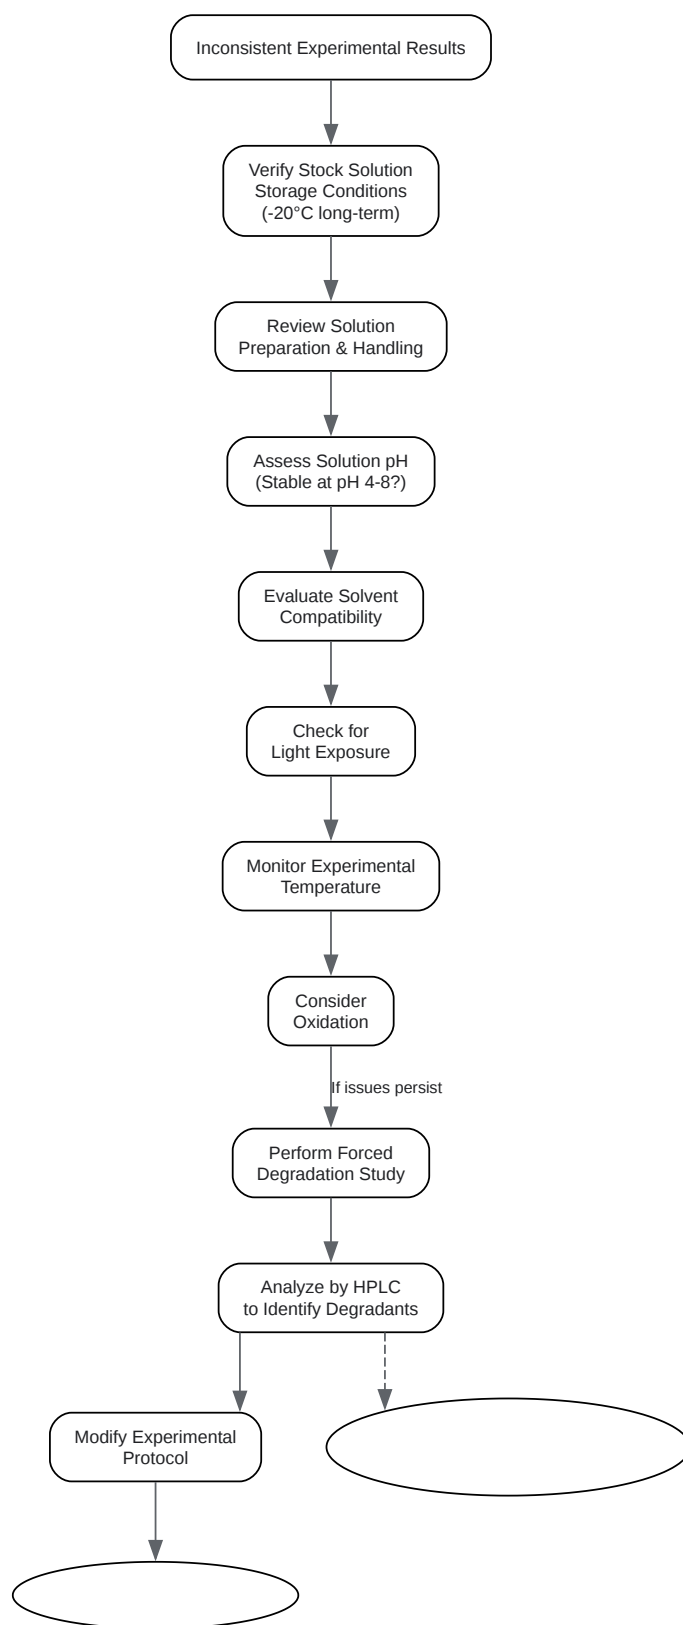 Inconsistent Experimental Results
Verify Stock Solution
Storage Conditions
(-20°C long-term)
Review Solution
Preparation & Handling
Assess Solution pH
(Stable at pH 4-8?)
Evaluate Solvent
Compatibility
Check for
Light Exposure
Monitor Experimental
Temperature
Consider
Oxidation
If issues persist
Perform Forced
Degradation Study
Analyze by HPLC
to Identify Degradants
Modify Experimental
Protocol